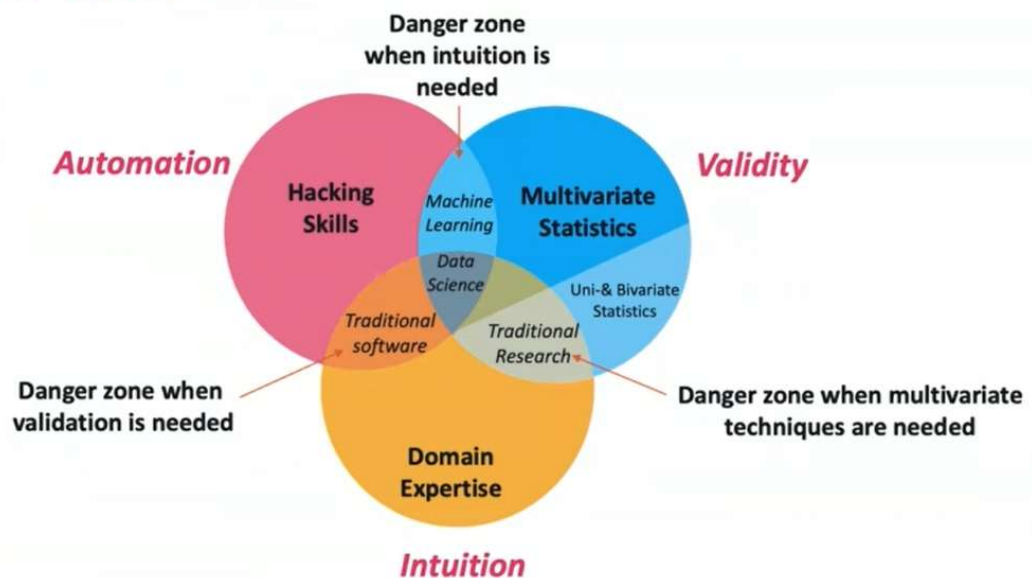 Danger zone
when intuition is
needed
Automation
Validity
Hacking
Skills
Machine
Learning
Multivariate
Statistics
Data
Science
Uni-& Bivariate
Statistics
Traditional
software
Traditional
Research
Danger zone when
validation is needed
Danger zone when multivariate
techniques are needed
Domain
Expertise
Intuition